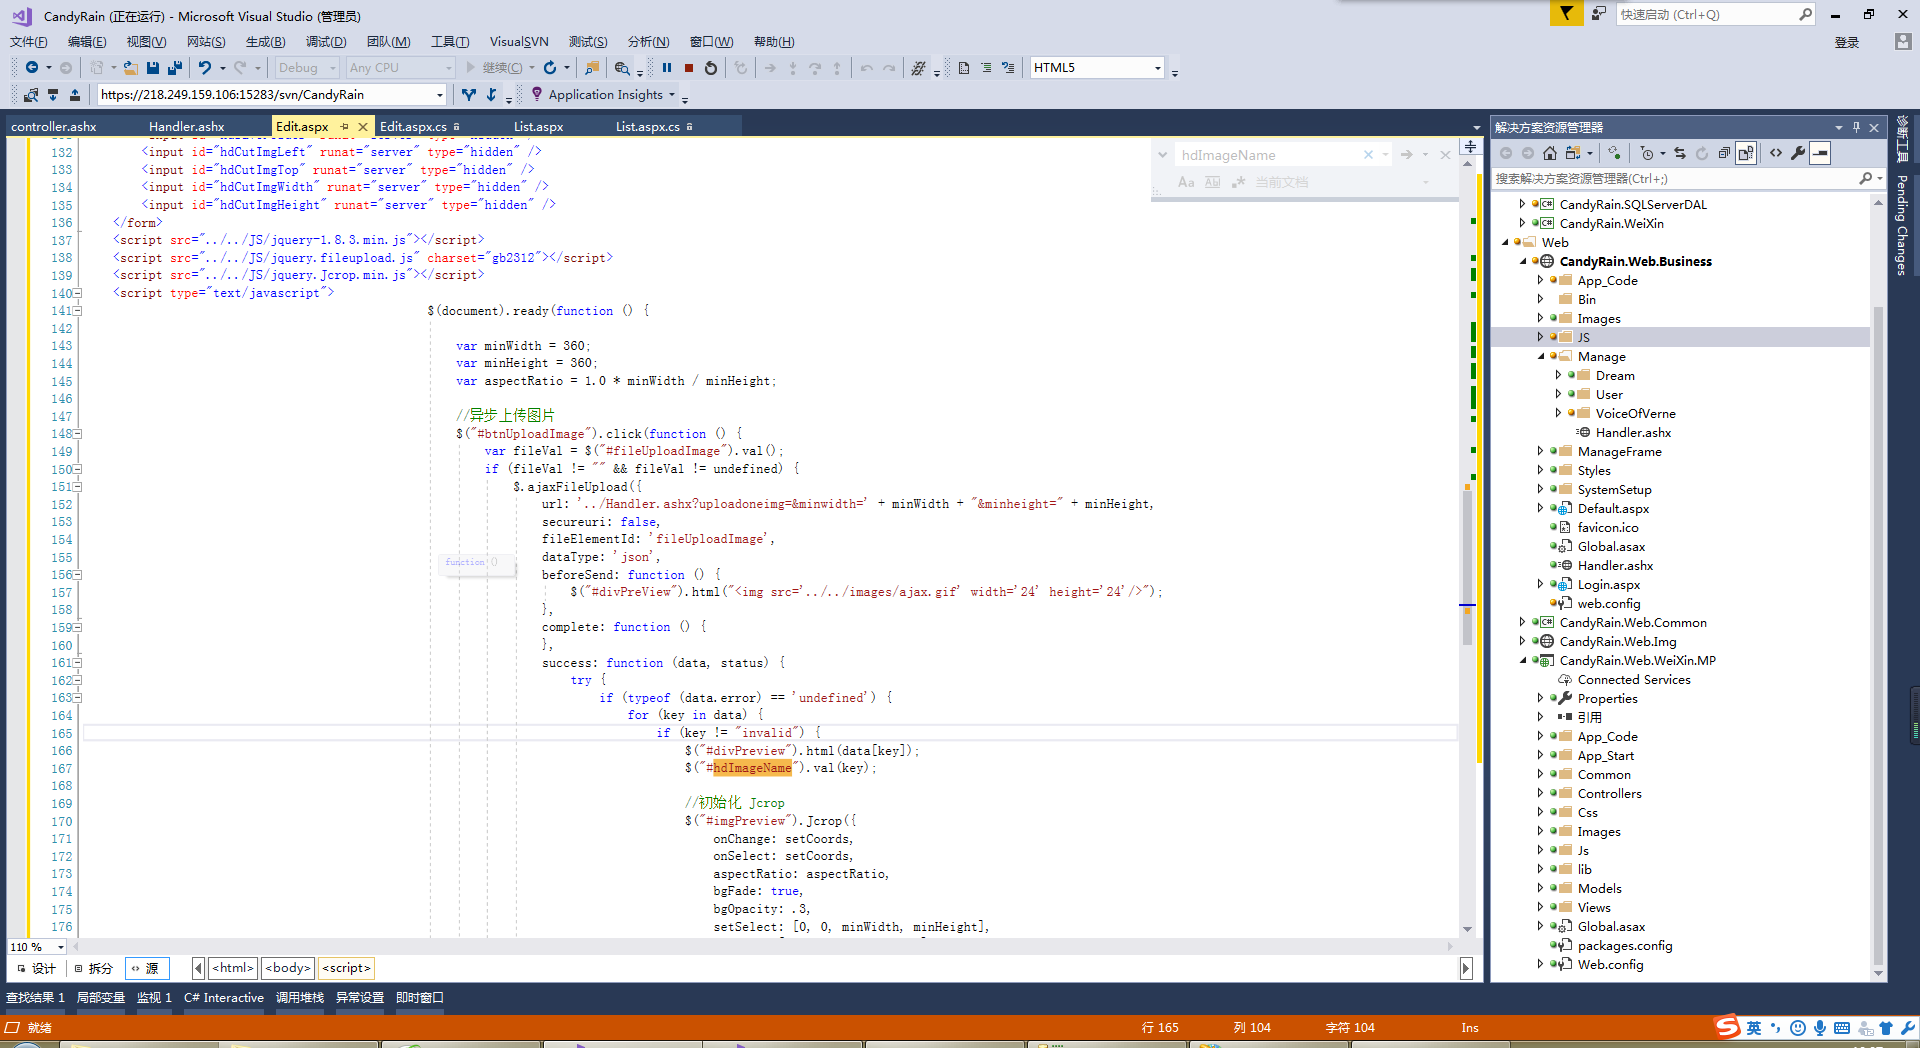 CandyRain (正在运行) - Microsoft Visual Studio (管理员)
快速启动 (Ctrl+Q)
文件(F) 编辑(E) 视图(V) 网站(S) 生成(B) 调试(D) 团队(M) 工具(T) VisualSVN 测试(S) 分析(N) 窗口(W) 帮助(H)
登录
Debug Any CPU 继续(C) HTML5
https://218.249.159.106:15283/svn/CandyRain Application Insights
controller.ashx Handler.ashx Edit.aspx Edit.aspx.cs List.aspx List.aspx.cs
hdImageName
Aa Ab 当前文档
132 <input id="hdCutImgLeft" runat="server" type="hidden" />
133 <input id="hdCutImgTop" runat="server" type="hidden" />
134 <input id="hdCutImgWidth" runat="server" type="hidden" />
135 <input id="hdCutImgHeight" runat="server" type="hidden" />
136 </form>
137 <script src="../../JS/jquery-1.8.3.min.js"></script>
138 <script src="../../JS/jquery.fileupload.js" charset="gb2312"></script>
139 <script src="../../JS/jquery.Jcrop.min.js"></script>
140 <script type="text/javascript">
141 $(document).ready(function () {
142
143 var minWidth = 360;
144 var minHeight = 360;
145 var aspectRatio = 1.0 * minWidth / minHeight;
146
147 //异步上传图片
148 $("#btnUploadImage").click(function () {
149 var fileVal = $("#fileUploadImage").val();
150 if (fileVal != "" && fileVal != undefined) {
151 $.ajaxFileUpload({
152 url: '../Handler.ashx?uploadoneimg=&minwidth=' + minWidth + "&minheight=" + minHeight,
153 secureuri: false,
154 fileElementId: 'fileUploadImage',
155 dataType: 'json',
function ()
156 beforeSend: function () {
157 $("#divPreView").html("<img src='../../images/ajax.gif' width='24' height='24'/>");
158 },
159 complete: function () {
160 },
161 success: function (data, status) {
162 try {
163 if (typeof (data.error) == 'undefined') {
164 for (key in data) {
165 if (key != "invalid") {
166 $("#divPreview").html(data[key]);
167 $("#hdImageName").val(key);
168
169 //初始化 Jcrop
170 $("#imgPreview").Jcrop({
171 onChange: setCoords,
172 onSelect: setCoords,
173 aspectRatio: aspectRatio,
174 bgFade: true,
175 bgOpacity: .3,
176 setSelect: [0, 0, minWidth, minHeight],
110 %
设计 拆分 源 <html> <body> <script>
查找结果 1 局部变量 监视 1 C# Interactive 调用堆栈 异常设置 即时窗口
就绪 行 165 列 104 字符 104 Ins
英
解决方案资源管理器
搜索解决方案资源管理器(Ctrl+;)
CandyRain.SQLServerDAL
CandyRain.WeiXin
Web
CandyRain.Web.Business
App_Code
Bin
Images
JS
Manage
Dream
User
VoiceOfVerne
Handler.ashx
ManageFrame
Styles
SystemSetup
Default.aspx
favicon.ico
Global.asax
Handler.ashx
Login.aspx
web.config
CandyRain.Web.Common
CandyRain.Web.Img
CandyRain.Web.WeiXin.MP
Connected Services
Properties
引用
App_Code
App_Start
Common
Controllers
Css
Images
Js
lib
Models
Views
Global.asax
packages.config
Web.config
诊断工具
Pending Changes